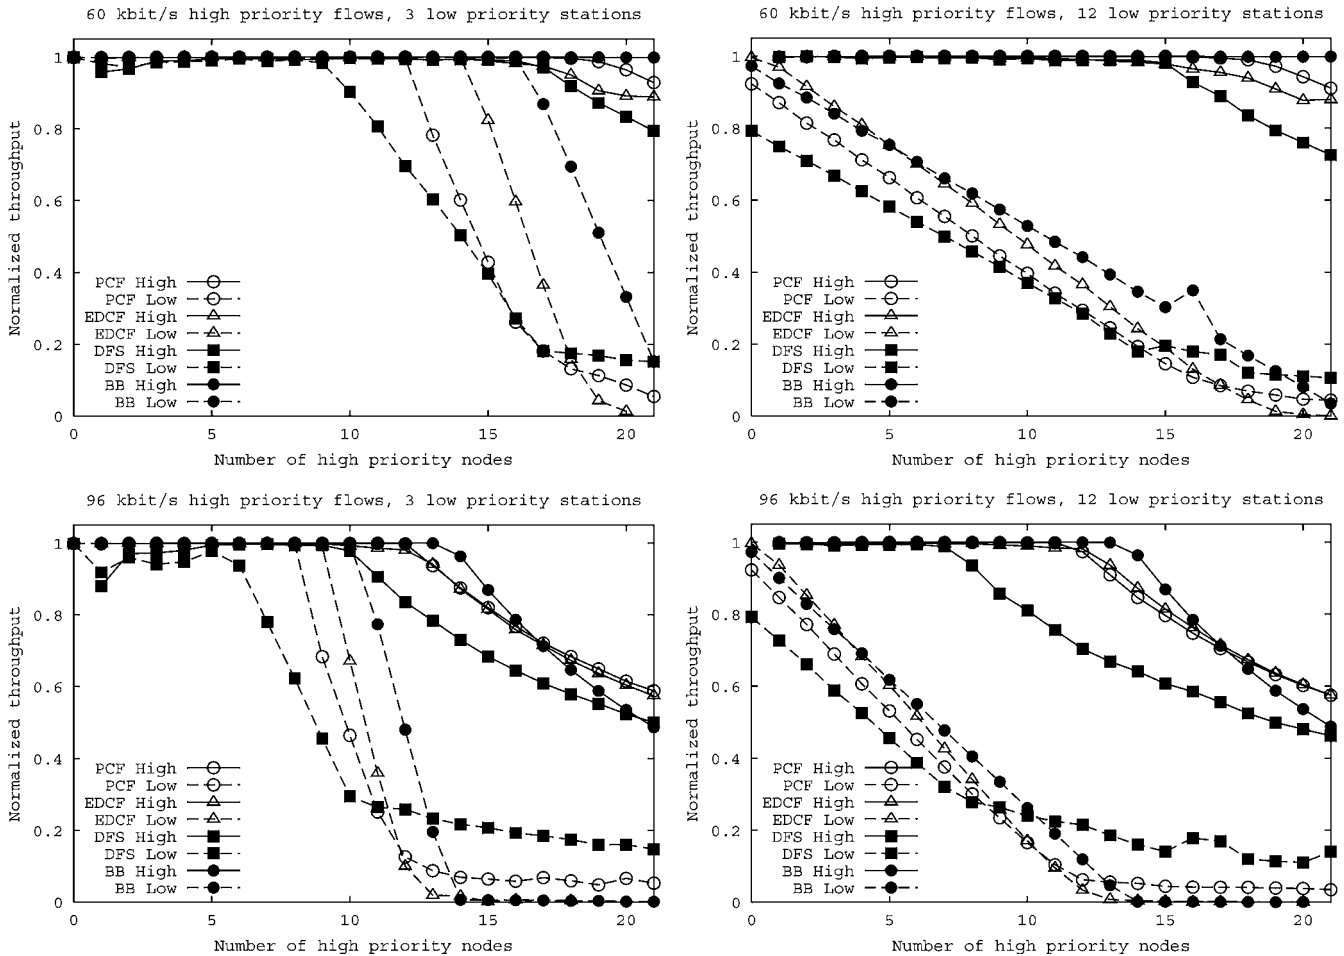 60 kbit/s high priority flows, 3 low priority stations
Normalized throughput
1
0.8
0.6
0.4
0.2
0
PCF High
PCF Low
EDCF High
EDCF Low
DFS High
DFS Low
BB High
BB Low
0 5 10 15 20
Number of high priority nodes
60 kbit/s high priority flows, 12 low priority stations
Normalized throughput
1
0.8
0.6
0.4
0.2
0
PCF High
PCF Low
EDCF High
EDCF Low
DFS High
DFS Low
BB High
BB Low
0 5 10 15 20
Number of high priority nodes
96 kbit/s high priority flows, 3 low priority stations
Normalized throughput
1
0.8
0.6
0.4
0.2
0
PCF High
PCF Low
EDCF High
EDCF Low
DFS High
DFS Low
BB High
BB Low
0 5 10 15 20
Number of high priority nodes
96 kbit/s high priority flows, 12 low priority stations
Normalized throughput
1
0.8
0.6
0.4
0.2
0
PCF High
PCF Low
EDCF High
EDCF Low
DFS High
DFS Low
BB High
BB Low
0 5 10 15 20
Number of high priority nodes